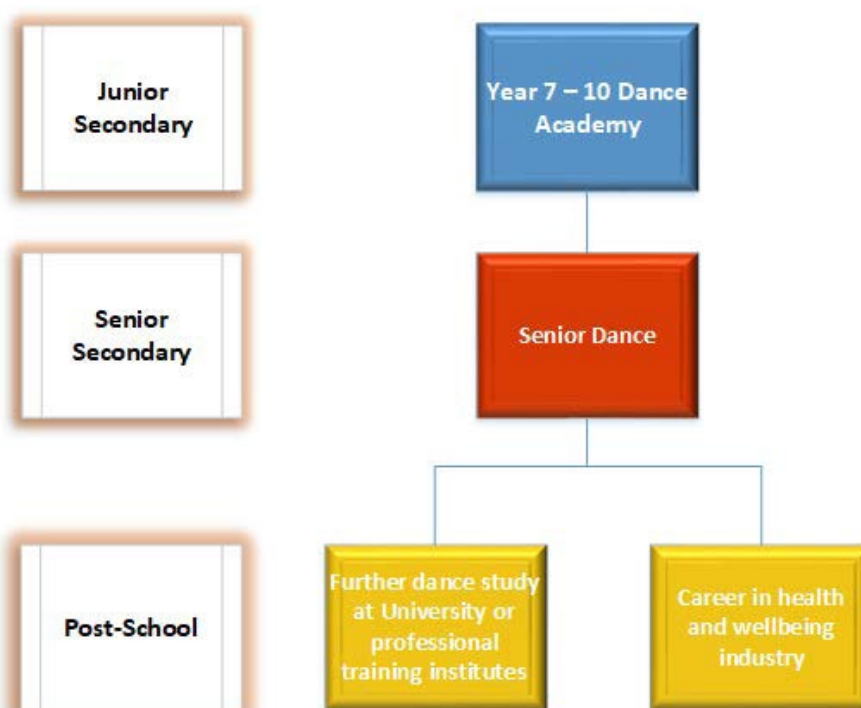 Junior
Secondary
Year 7 – 10 Dance
Academy
Senior
Secondary
Senior Dance
Post-School
Further dance study
at University or
professional
training institutes
Career in health
and wellbeing
industry